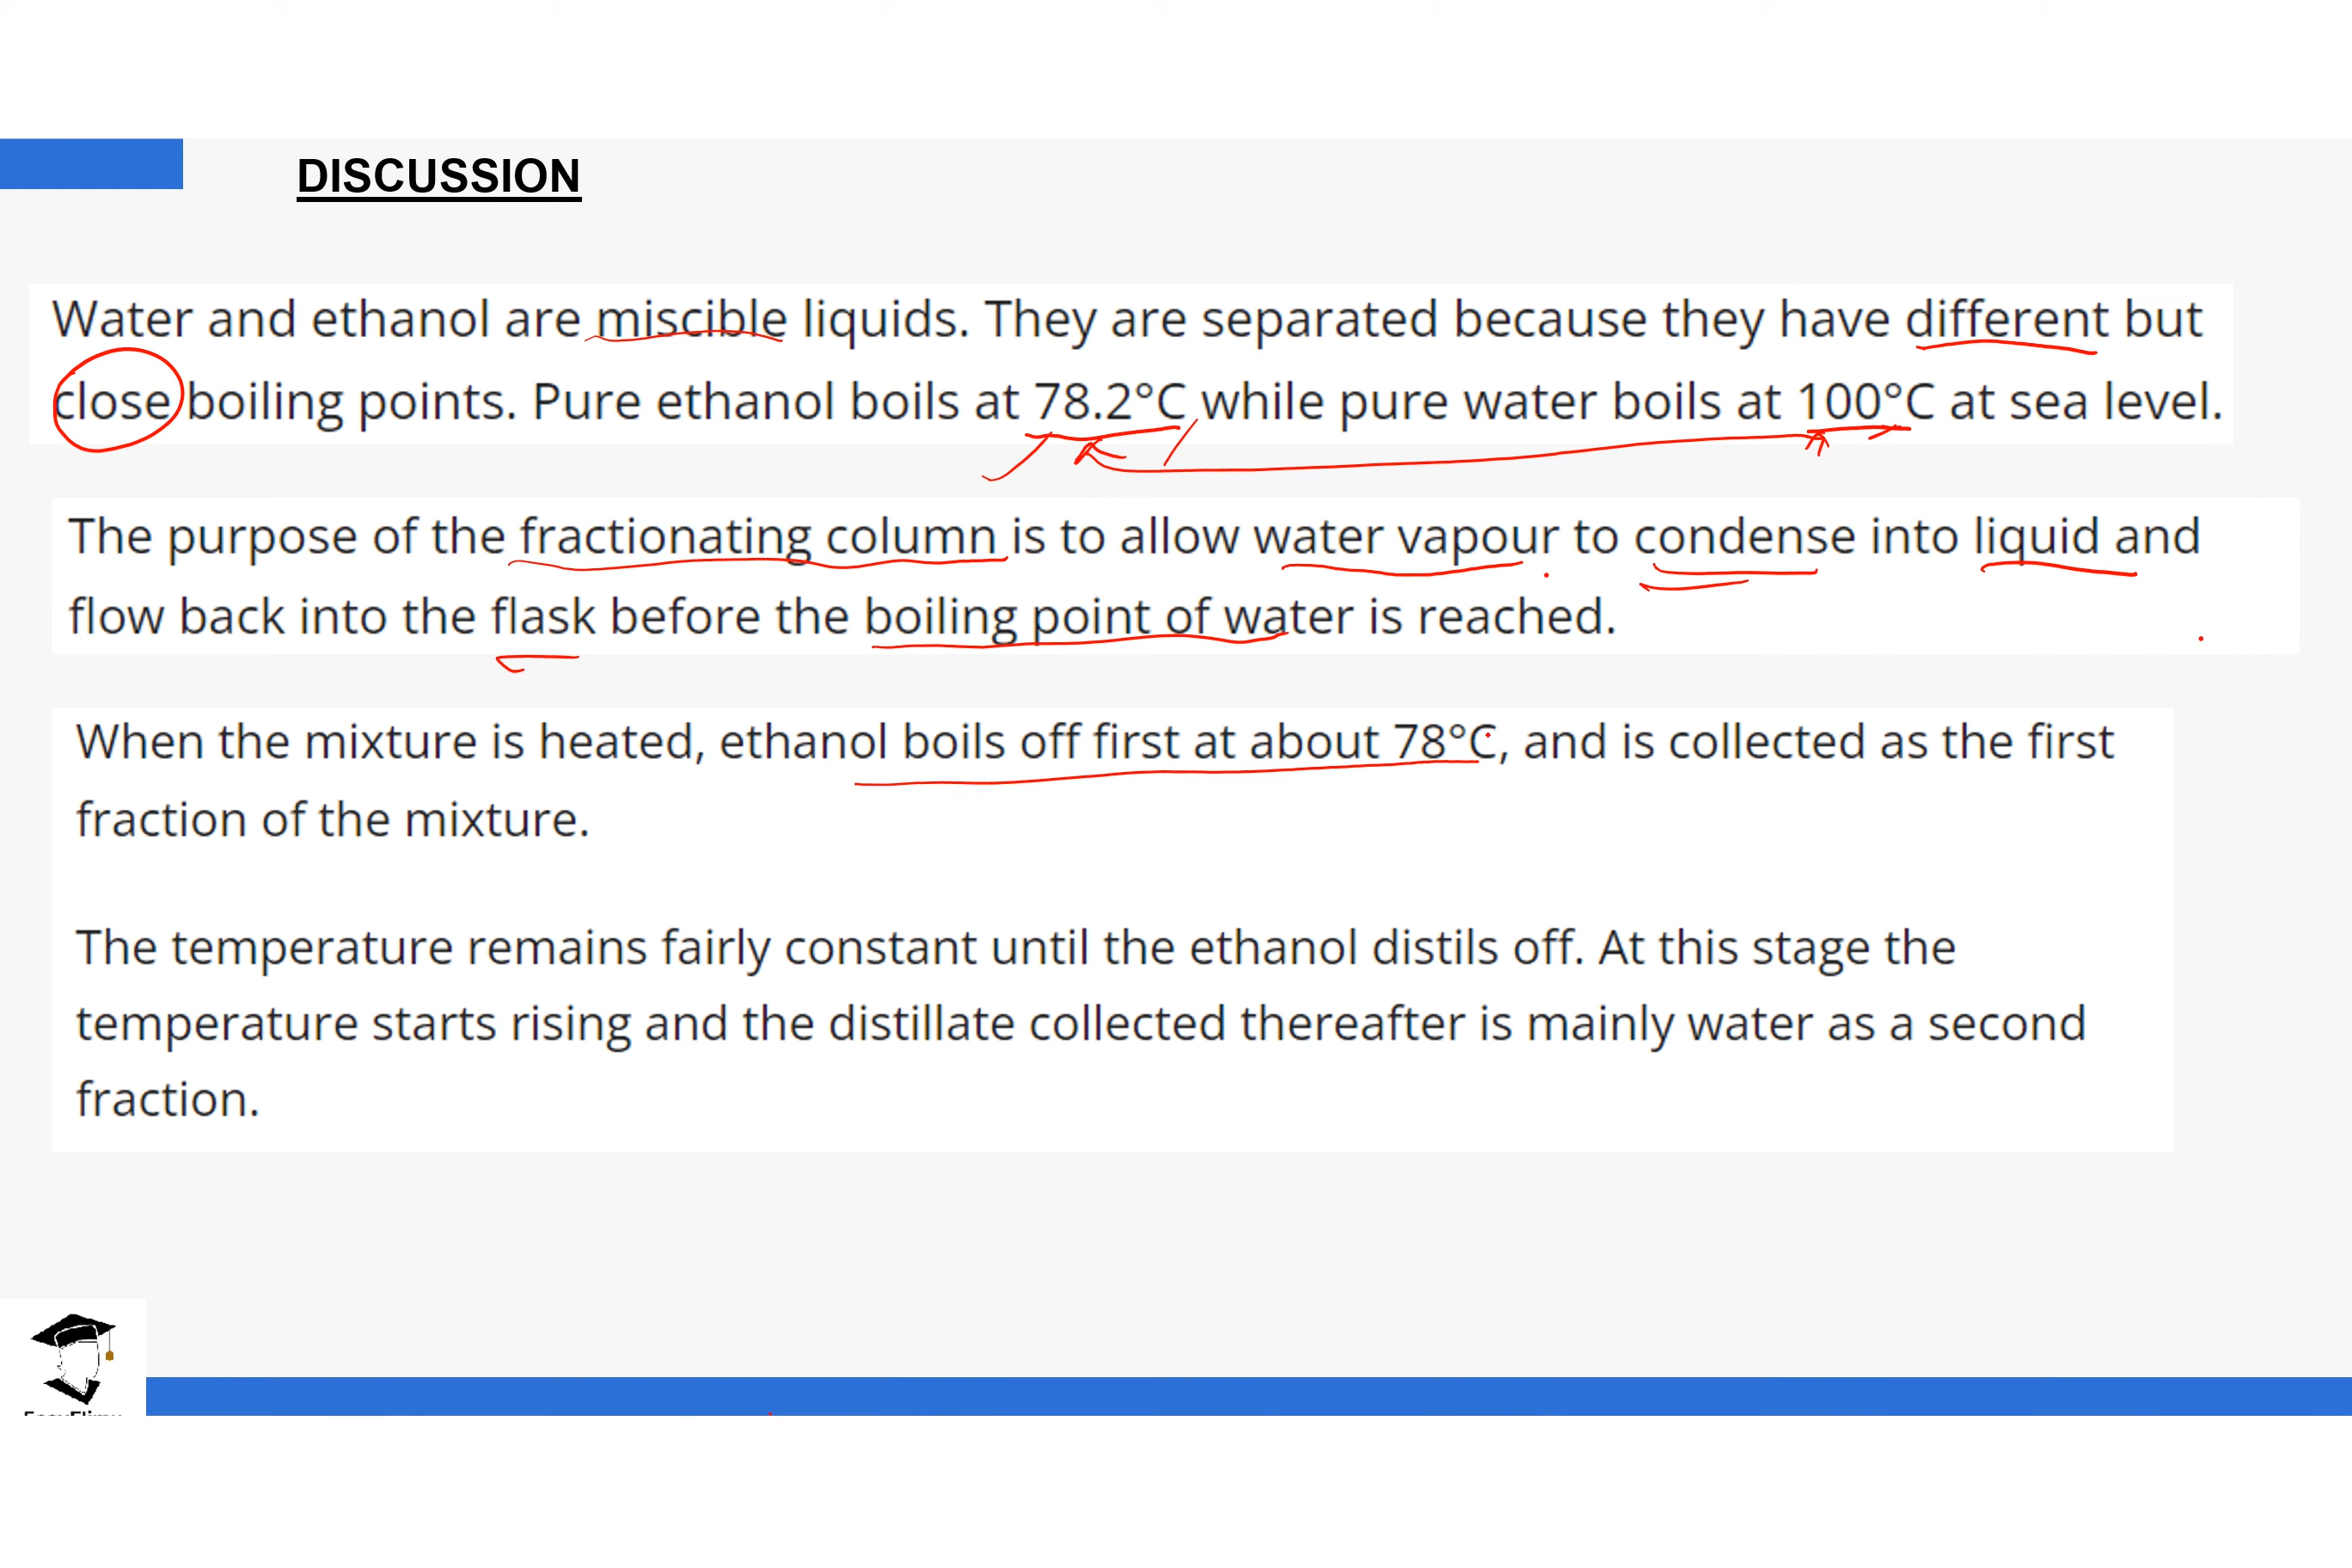 DISCUSSION
Water and ethanol are miscible liquids. They are separated because they have different but
close boiling points. Pure ethanol boils at 78.2°C while pure water boils at 100°C at sea level.
The purpose of the fractionating column is to allow water vapour to condense into liquid and
flow back into the flask before the boiling point of water is reached.
When the mixture is heated, ethanol boils off first at about 78°C, and is collected as the first
fraction of the mixture.
The temperature remains fairly constant until the ethanol distils off. At this stage the
temperature starts rising and the distillate collected thereafter is mainly water as a second
fraction.